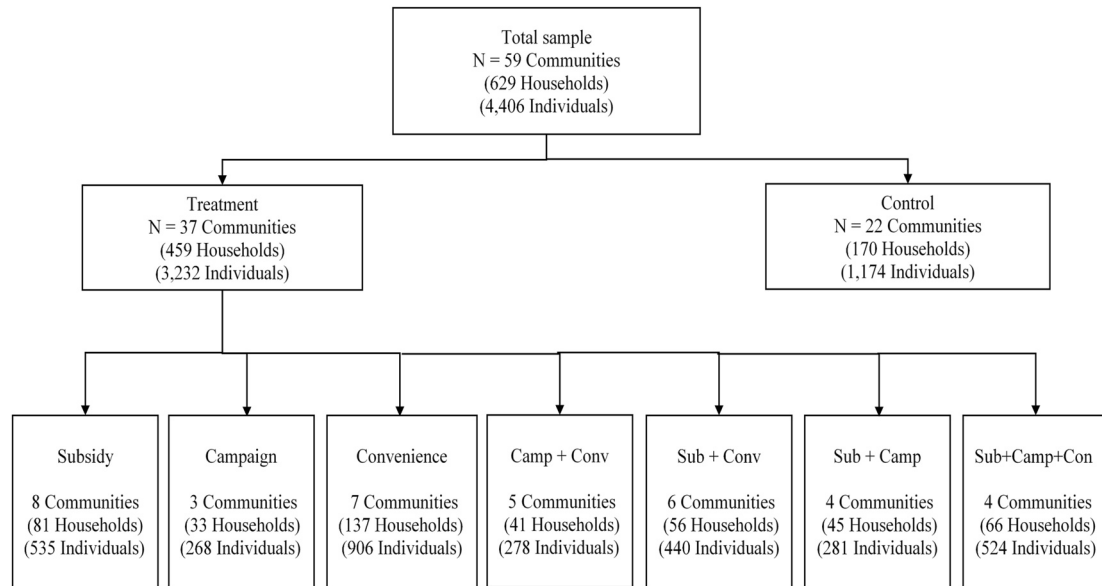 Total sample
N = 59 Communities
(629 Households)
(4,406 Individuals)
Treatment
N = 37 Communities
(459 Households)
(3,232 Individuals)
Control
N = 22 Communities
(170 Households)
(1,174 Individuals)
Subsidy
8 Communities
(81 Households)
(535 Individuals)
Campaign
3 Communities
(33 Households)
(268 Individuals)
Convenience
7 Communities
(137 Households)
(906 Individuals)
Camp + Conv
5 Communities
(41 Households)
(278 Individuals)
Sub + Conv
6 Communities
(56 Households)
(440 Individuals)
Sub + Camp
4 Communities
(45 Households)
(281 Individuals)
Sub+Camp+Con
4 Communities
(66 Households)
(524 Individuals)